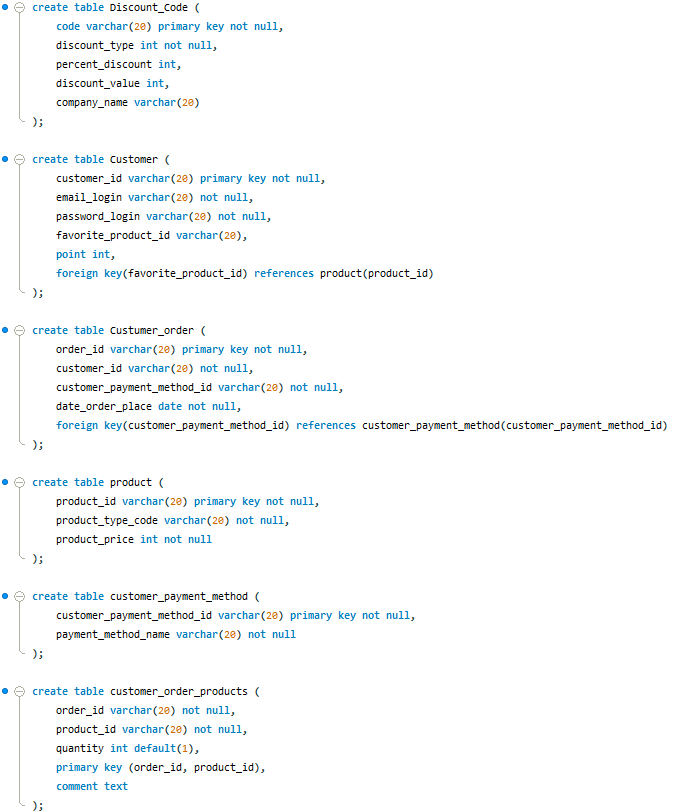 create table Discount_Code (
code varchar(20) primary key not null,
discount_type int not null,
percent_discount int,
discount_value int,
company_name varchar(20)
);
create table Customer (
customer_id varchar(20) primary key not null,
email_login varchar(20) not null,
password_login varchar(20) not null,
favorite_product_id varchar(20),
point int,
foreign key(favorite_product_id) references product(product_id)
);
create table Custumer_order (
order_id varchar(20) primary key not null,
customer_id varchar(20) not null,
customer_payment_method_id varchar(20) not null,
date_order_place date not null,
foreign key(customer_payment_method_id) references customer_payment_method(customer_payment_method_id)
);
create table product (
product_id varchar(20) primary key not null,
product_type_code varchar(20) not null,
product_price int not null
);
create table customer_payment_method (
customer_payment_method_id varchar(20) primary key not null,
payment_method_name varchar(20) not null
);
create table customer_order_products (
order_id varchar(20) not null,
product_id varchar(20) not null,
quantity int default(1),
primary key (order_id, product_id),
comment text
);